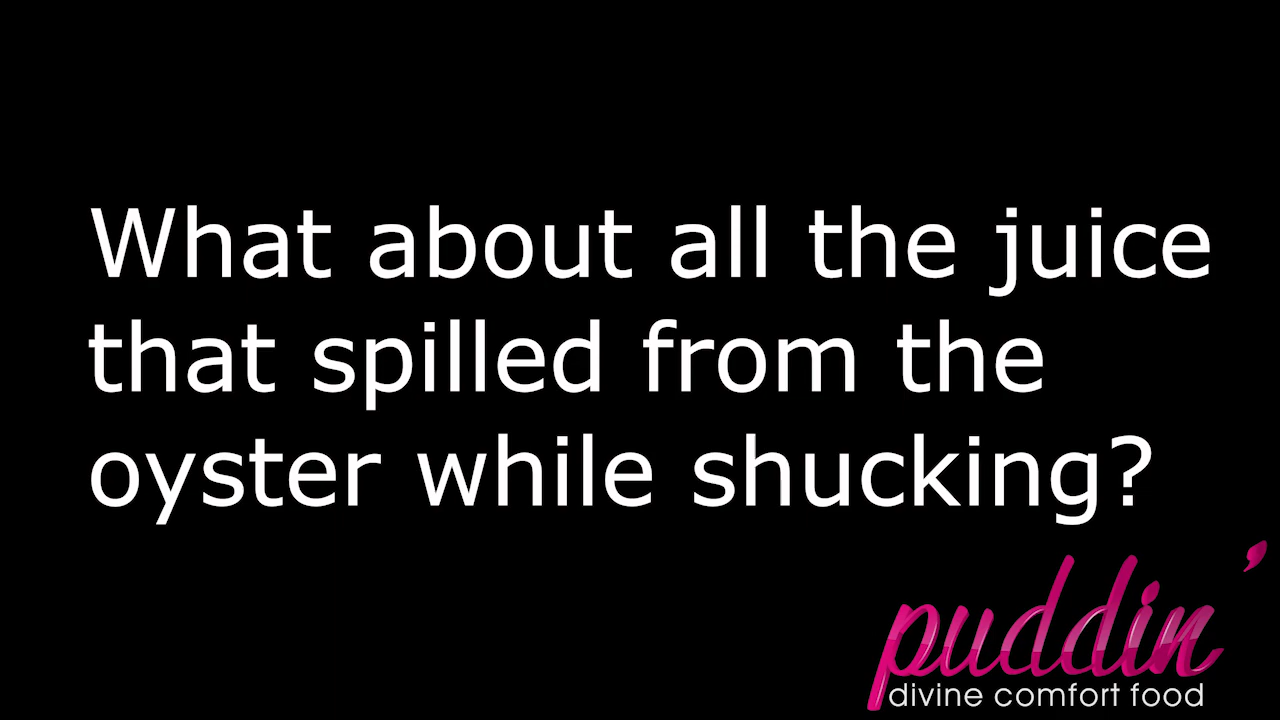 What about all the juice
that spilled from the
oyster while shucking?
puddin'
divine comfort food